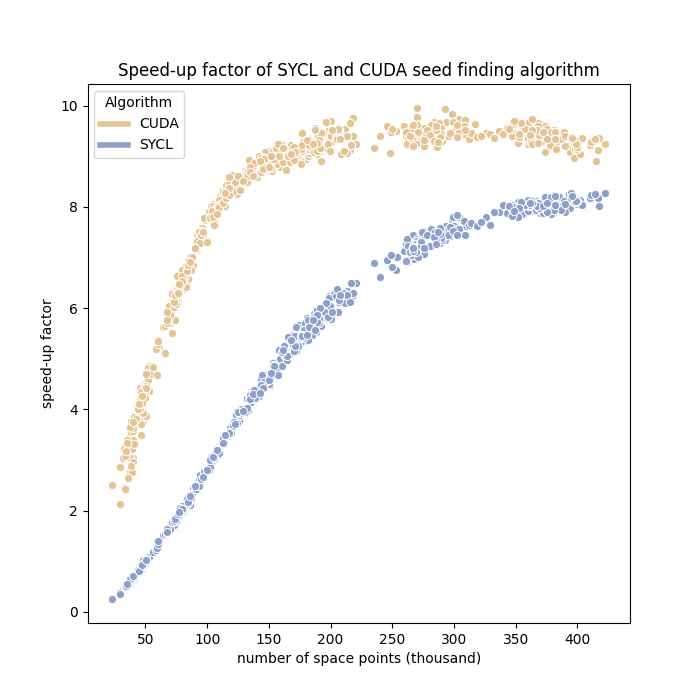 Speed-up factor of SYCL and CUDA seed finding algorithm
Algorithm
CUDA
SYCL
speed-up factor
10
8
6
4
2
0
50 100 150 200 250 300 350 400
number of space points (thousand)